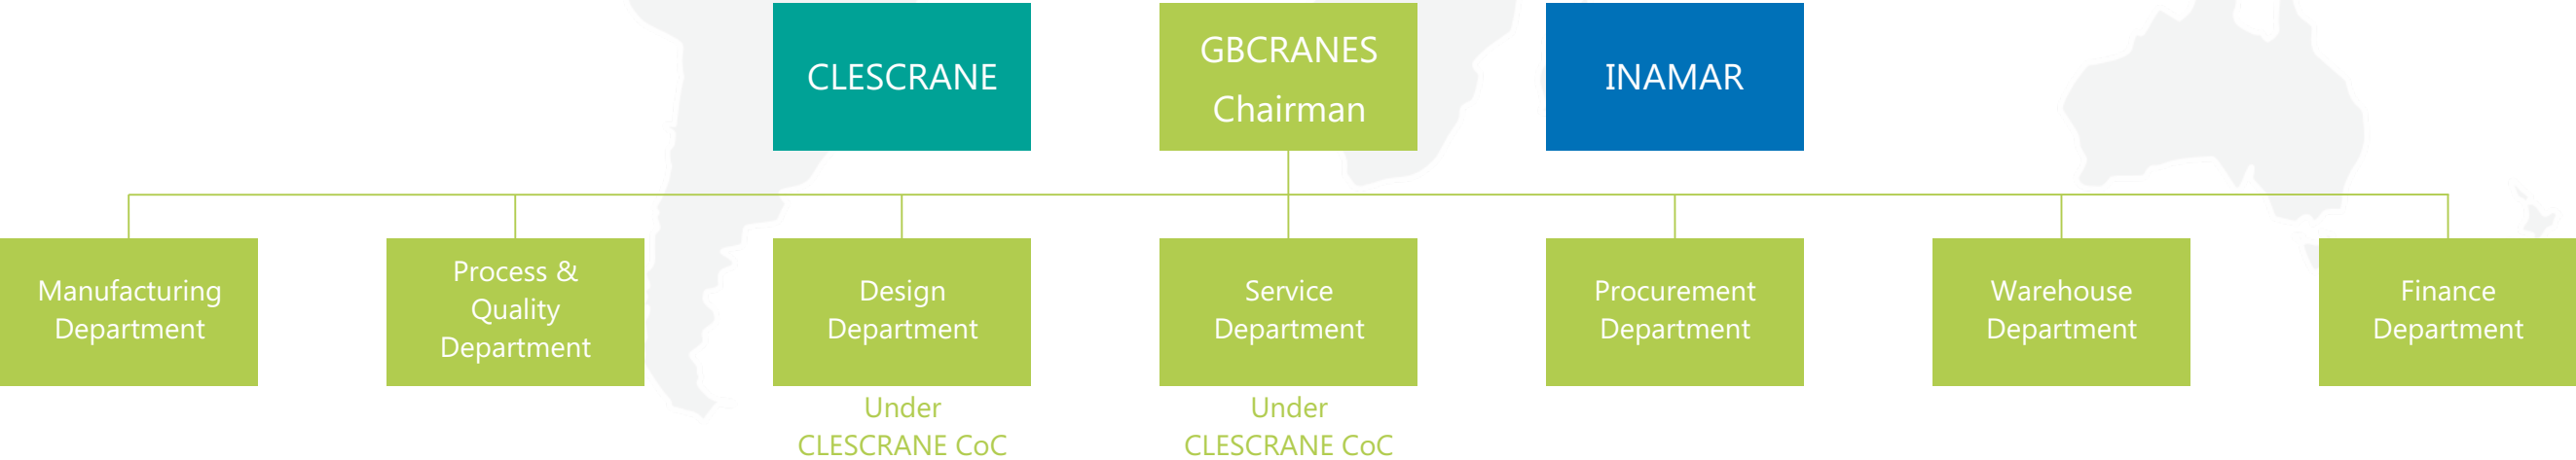 CLESCRANE
GBCRANES
Chairman
INAMAR
Manufacturing
Department
Process &
Quality
Department
Design
Department
Service
Department
Procurement
Department
Warehouse
Department
Finance
Department
Under
CLESCRANE CoC
Under
CLESCRANE CoC